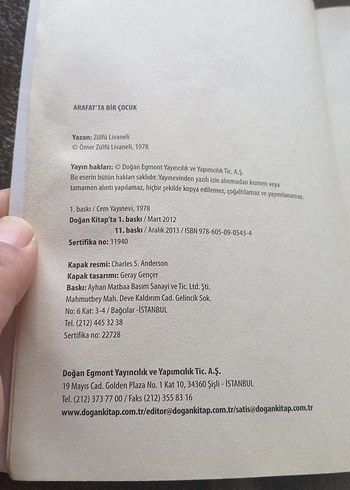 ARAFAT'TA BİR ÇOCUK
Yazan: Zülfü Livaneli
© Ömer Zülfü Livaneli, 1978
Yayın hakları: © Doğan Egmont Yayıncılık ve Yapımcılık Tic. A.Ş.
Bu eserin bütün hakları saklıdır. Yayınevinden yazılı izin alınmadan kısmen veya
tamamen alıntı yapılamaz, hiçbir şekilde kopya edilemez, çoğaltılamaz ve yayımlanamaz.
1. baskı / Cem Yayınevi, 1978
Doğan Kitap'ta 1. baskı / Mart 2012
11. baskı / Aralık 2013 / ISBN 978-605-09-0543-4
Sertifika no: 11940
Kapak resmi: Charles S. Anderson
Kapak tasarımı: Geray Gençer
Baskı: Ayhan Matbaa Basım Sanayi ve Tic. Ltd. Şti.
Mahmutbey Mah. Deve Kaldırım Cad. Gelincik Sok.
No: 6 Kat: 3-4 / Bağcılar -İSTANBUL
Tel. (212) 445 32 38
Sertifika no: 22728
Doğan Egmont Yayıncılık ve Yapımcılık Tic. A.Ş.
19 Mayıs Cad. Golden Plaza No. 1 Kat 10, 34360 Şişli - İSTANBUL
Tel. (212) 373 77 00 / Faks (212) 355 83 16
www.dogankitap.com.tr/editor@dogankitap.com.tr/satis@dogankitap.com.tr